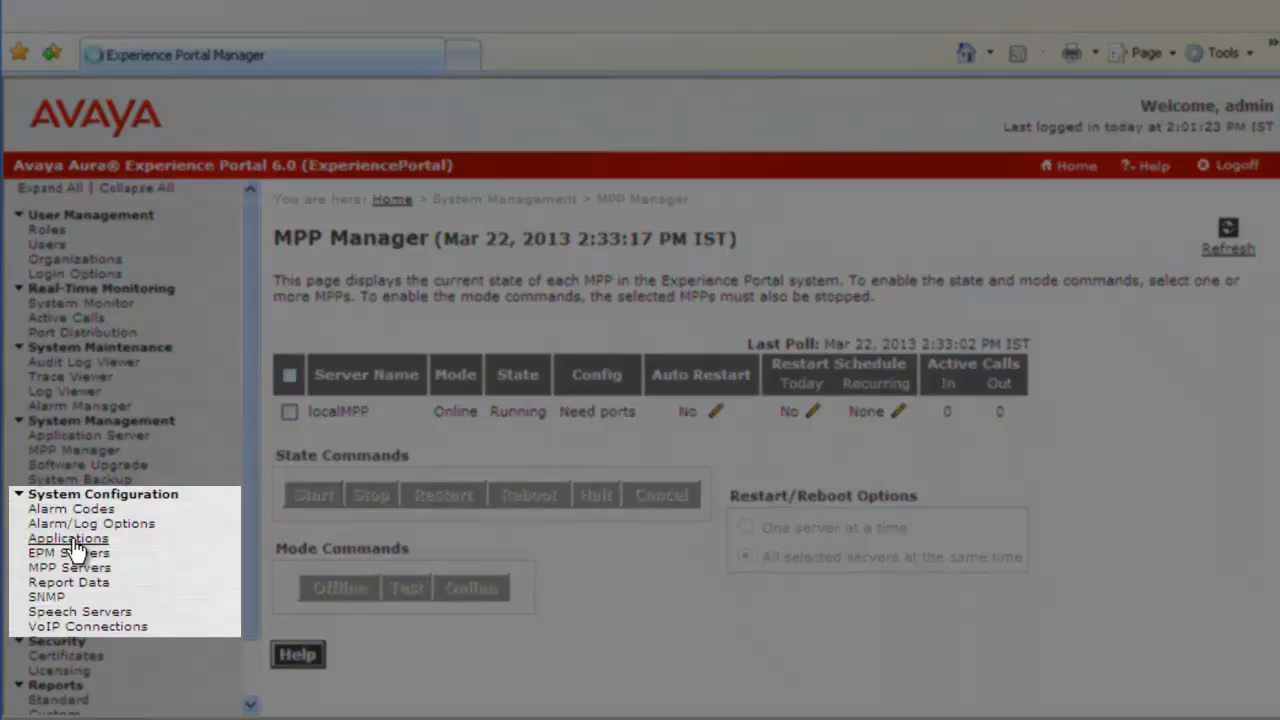 Experience Portal Manager
Page
Tools
AVAYA
Welcome, admin
Last logged in today at 2:01:23 PM IST
Avaya Aura® Experience Portal 6.0 (ExperiencePortal)
Home
?- Help
Logoff
Expand All | Collapse All
User Management
Roles
Users
Organizations
Login Options
Real-Time Monitoring
System Monitor
Active Calls
Port Distribution
System Maintenance
Audit Log Viewer
Trace Viewer
Log Viewer
Alarm Manager
System Management
Application Server
MPP Manager
Software Upgrade
System Backup
System Configuration
Alarm Codes
Alarm/Log Options
Applications
EPM Servers
MPP Servers
Report Data
SNMP
Speech Servers
VoIP Connections
Security
Certificates
Licensing
Reports
Standard
Custom
You are here: Home > System Management > MPP Manager
MPP Manager (Mar 22, 2013 2:33:17 PM IST)
Refresh
This page displays the current state of each MPP in the Experience Portal system. To enable the state and mode commands, select one or
more MPPs. To enable the mode commands, the selected MPPs must also be stopped.
Last Poll: Mar 22, 2013 2:33:02 PM IST
Server Name Mode State Config Auto Restart Restart Schedule Active Calls
Today Recurring In Out
localMPP Online Running Need ports No No None 0 0
State Commands
Start Stop Restart Reboot Halt Cancel
Restart/Reboot Options
One server at a time
All selected servers at the same time
Mode Commands
Offline Test Online
Help